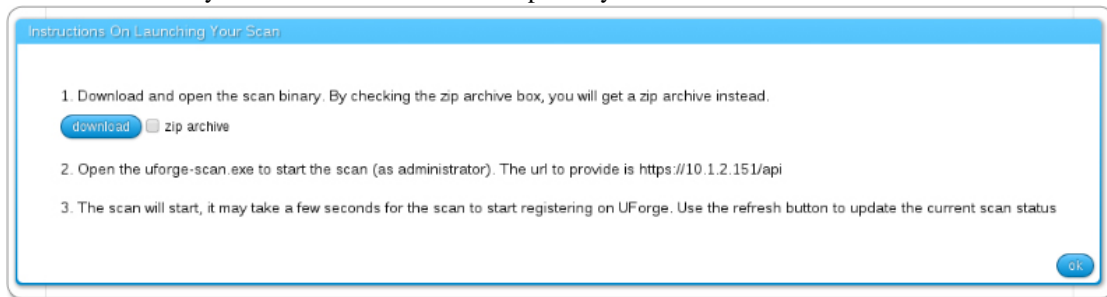 Instructions On Launching Your Scan
1. Download and open the scan binary. By checking the zip archive box, you will get a zip archive instead.
download zip archive
2. Open the uforge-scan.exe to start the scan (as administrator). The url to provide is https://10.1.2.151/api
3. The scan will start, it may take a few seconds for the scan to start registering on UForge. Use the refresh button to update the current scan status
ok